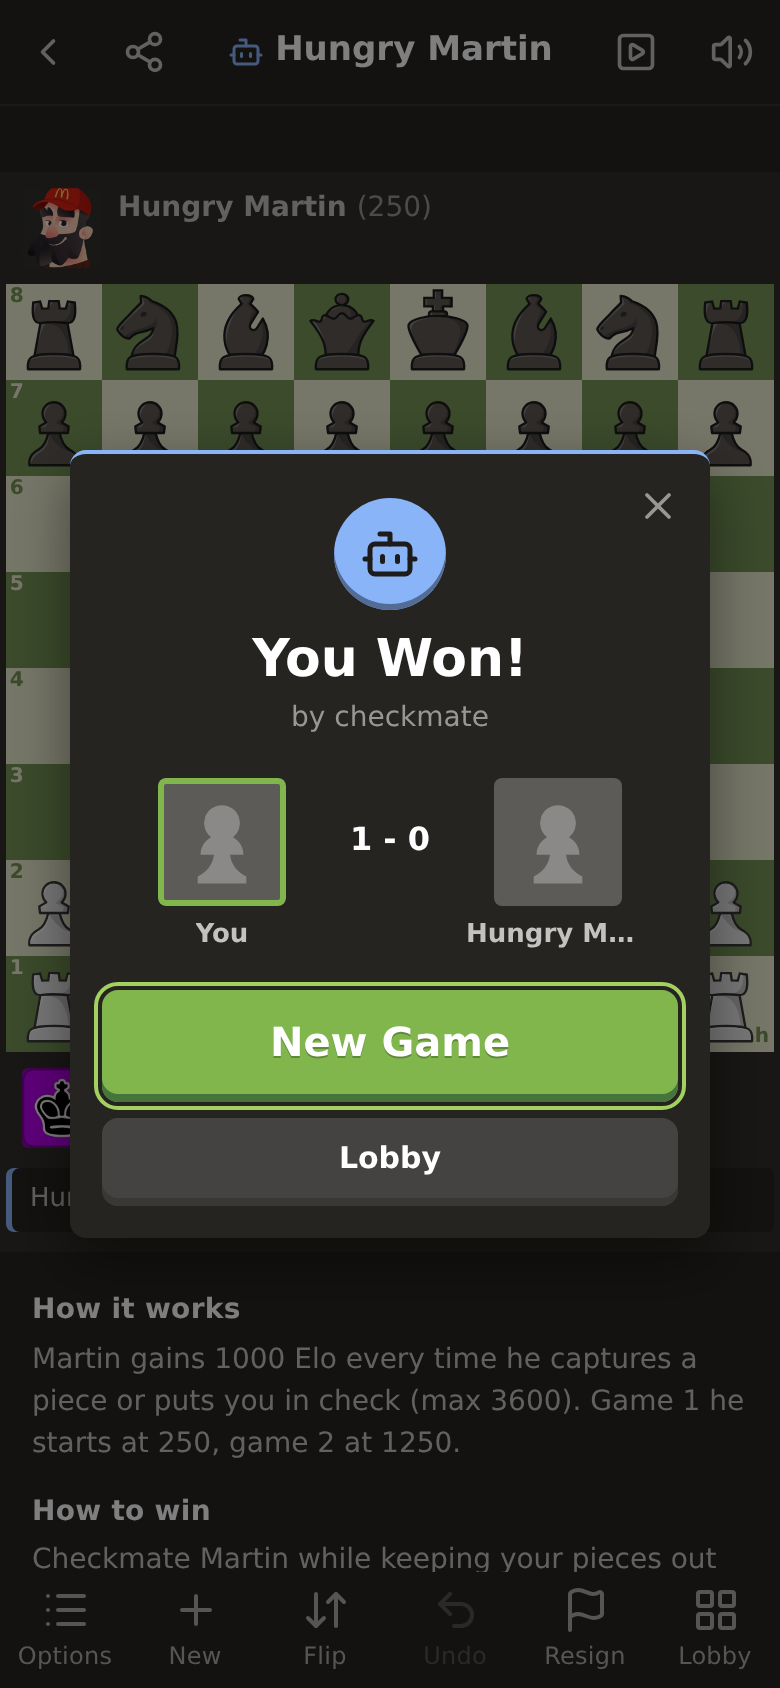 Hungry Martin
Hungry Martin (250)
8
7
6
5
4
3
2
1
h
You Won!
by checkmate
1 - 0
You
Hungry M...
New Game
Lobby
Hu
How it works
Martin gains 1000 Elo every time he captures a
piece or puts you in check (max 3600). Game 1 he
starts at 250, game 2 at 1250.
How to win
Checkmate Martin while keeping your pieces out
Options
New
Flip
Undo
Resign
Lobby